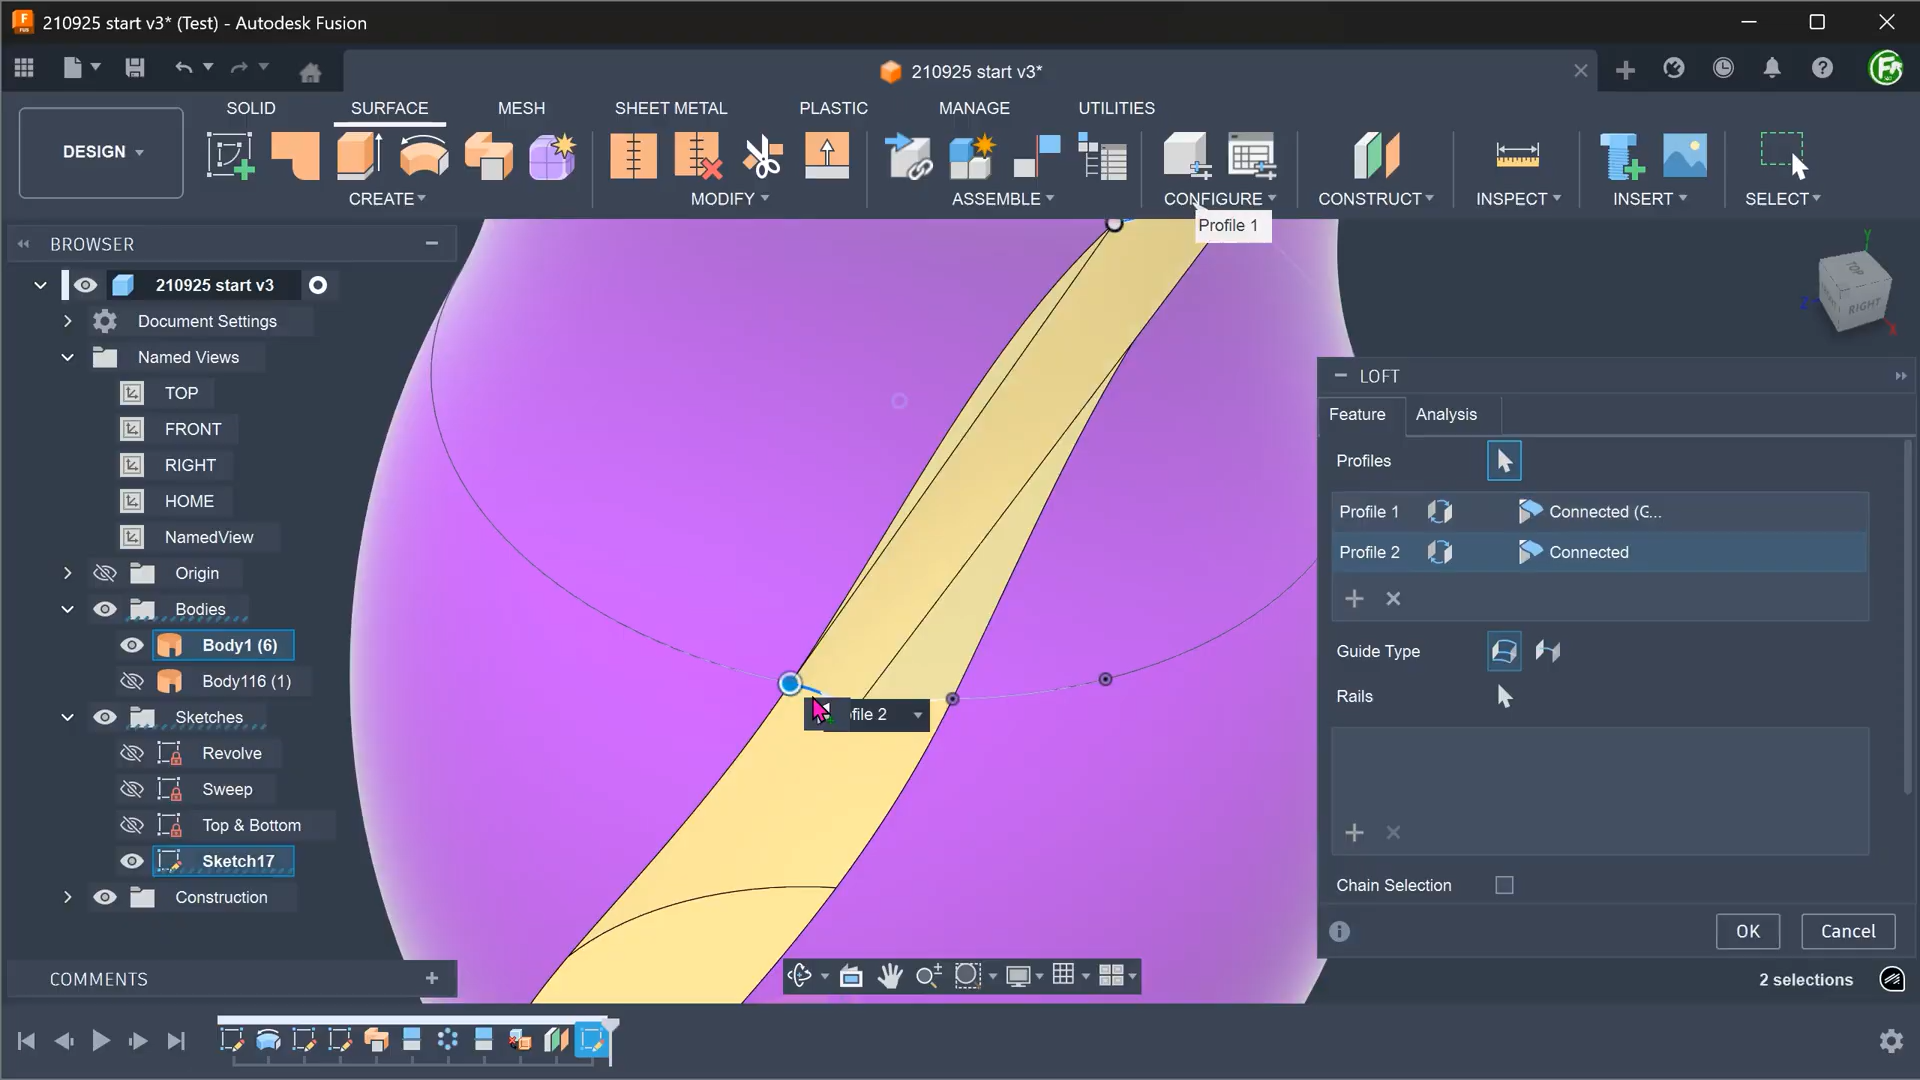 210925 start v3* (Test) - Autodesk Fusion
210925 start v3*
SOLID SURFACE MESH SHEET METAL PLASTIC MANAGE UTILITIES
DESIGN
CREATE MODIFY ASSEMBLE CONFIGURE CONSTRUCT INSPECT INSERT SELECT
Profile 1
BROWSER
210925 start v3
Document Settings
Named Views
TOP
FRONT
RIGHT
HOME
NamedView
Origin
Bodies
Body1 (6)
Body116 (1)
Sketches
Revolve
Sweep
Top & Bottom
Sketch17
Construction
COMMENTS
ofile 2
Y
TOP
RIGHT
Z
X
LOFT
Feature Analysis
Profiles
Profile 1 Connected (G...
Profile 2 Connected
Guide Type
Rails
Chain Selection
OK Cancel
2 selections